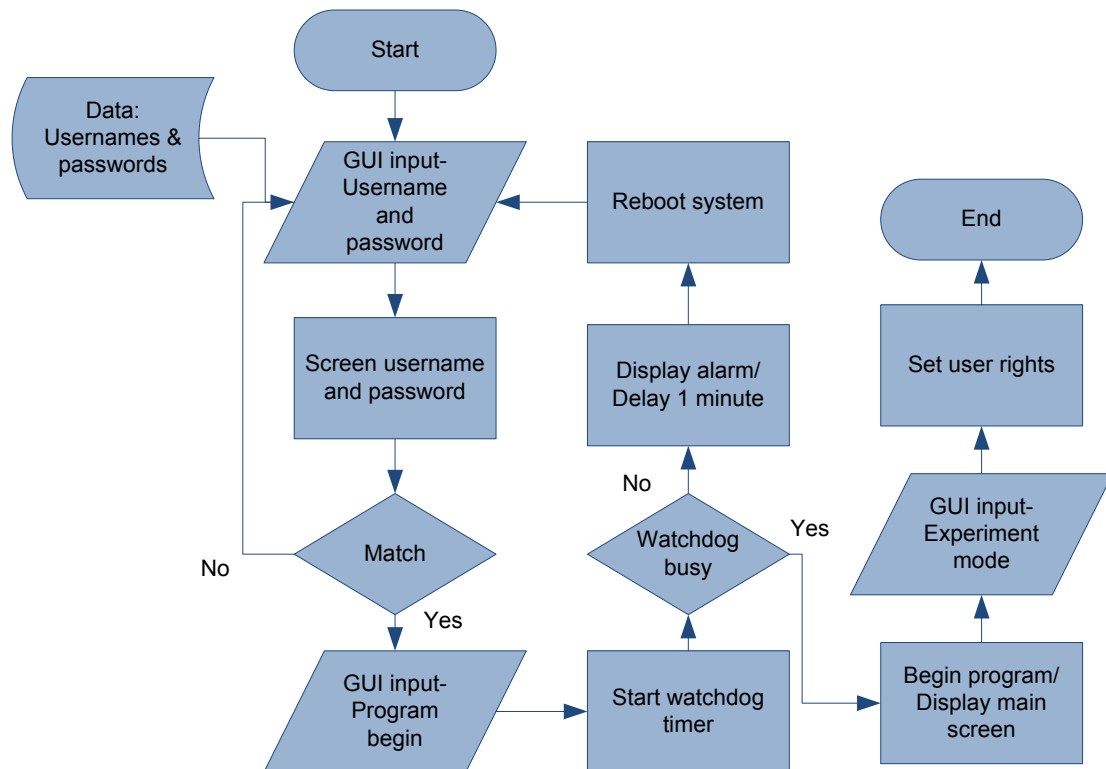 Start
Data:
Usernames &
passwords
GUI input-
Username
and
password
Reboot system
End
Screen username
and password
Display alarm/
Delay 1 minute
Set user rights
No
Match
No
Watchdog
busy
Yes
GUI input-
Experiment
mode
Yes
GUI input-
Program
begin
Start watchdog
timer
Begin program/
Display main
screen